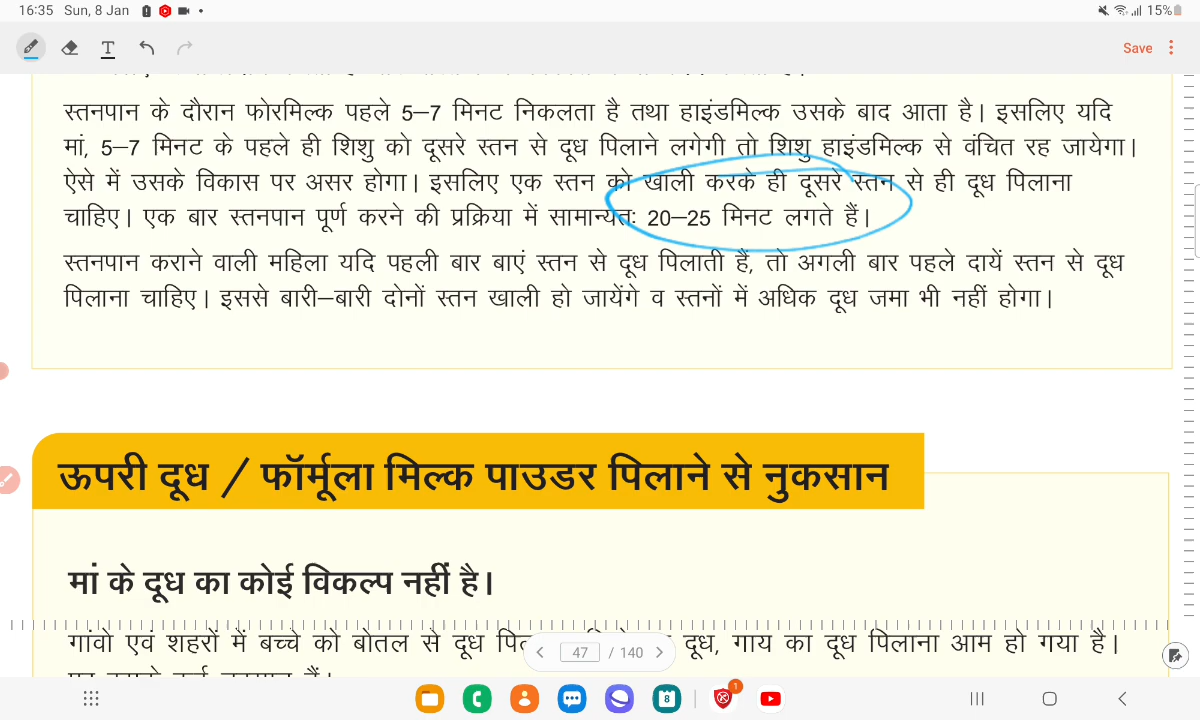 16:35 Sun, 8 Jan 15%
T Save
स्तनपान के दौरान फोरमिल्क पहले 5–7 मिनट निकलता है तथा हाइंडमिल्क उसके बाद आता है। इसलिए यदि
मां, 5–7 मिनट के पहले ही शिशु को दूसरे स्तन से दूध पिलाने लगेगी तो शिशु हाइंडमिल्क से वंचित रह जायेगा।
ऐसे में उसके विकास पर असर होगा। इसलिए एक स्तन को खाली करके ही दूसरे स्तन से ही दूध पिलाना
चाहिए। एक बार स्तनपान पूर्ण करने की प्रक्रिया में सामान्यतः 20–25 मिनट लगते हैं।
स्तनपान कराने वाली महिला यदि पहली बार बाएं स्तन से दूध पिलाती हैं, तो अगली बार पहले दायें स्तन से दूध
पिलाना चाहिए। इससे बारी–बारी दोनों स्तन खाली हो जायेंगे व स्तनों में अधिक दूध जमा भी नहीं होगा।
ऊपरी दूध / फॉर्मूला मिल्क पाउडर पिलाने से नुकसान
मां के दूध का कोई विकल्प नहीं है।
गांवो एवं शहरों में बच्चे को बोतल से दूध दूध, गाय का दूध पिलाना आम हो गया है।
47 / 140
8 1